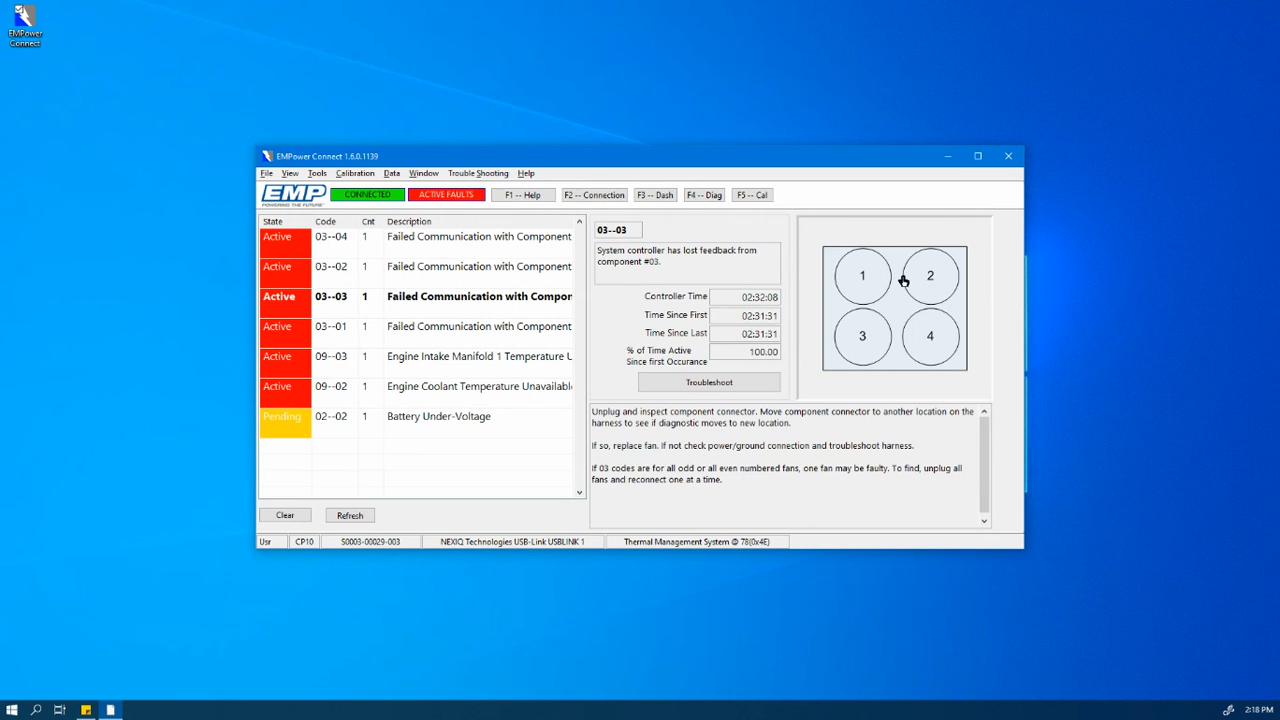 EMPower
Connect
EMPower Connect 1.6.0.1139
File View Tools Calibration Data Window Trouble Shooting Help
EMP
POWERING THE FUTURE
CONNECTED
ACTIVE FAULTS
F1 -- Help
F2 -- Connection
F3 -- Dash
F4 -- Diag
F5 -- Cal
State Code Cnt Description
Active 03--04 1 Failed Communication with Component
Active 03--02 1 Failed Communication with Component
Active 03--03 1 Failed Communication with Compon
Active 03--01 1 Failed Communication with Component
Active 09--03 1 Engine Intake Manifold 1 Temperature U
Active 09--02 1 Engine Coolant Temperature Unavailabl
Pending 02--02 1 Battery Under-Voltage
Clear
Refresh
03--03
System controller has lost feedback from
component #03.
Controller Time 02:32:08
Time Since First 02:31:31
Time Since Last 02:31:31
% of Time Active
Since first Occurance 100.00
Troubleshoot
1 2
3 4
Unplug and inspect component connector. Move component connector to another location on the
harness to see if diagnostic moves to new location.
If so, replace fan. If not check power/ground connection and troubleshoot harness.
If 03 codes are for all odd or all even numbered fans, one fan may be faulty. To find, unplug all
fans and reconnect one at a time.
Usr CP10 S0003-00029-003 NEXIQ Technologies USB-Link USBLINK 1 Thermal Management System @ 78(0x4E)
2:18 PM